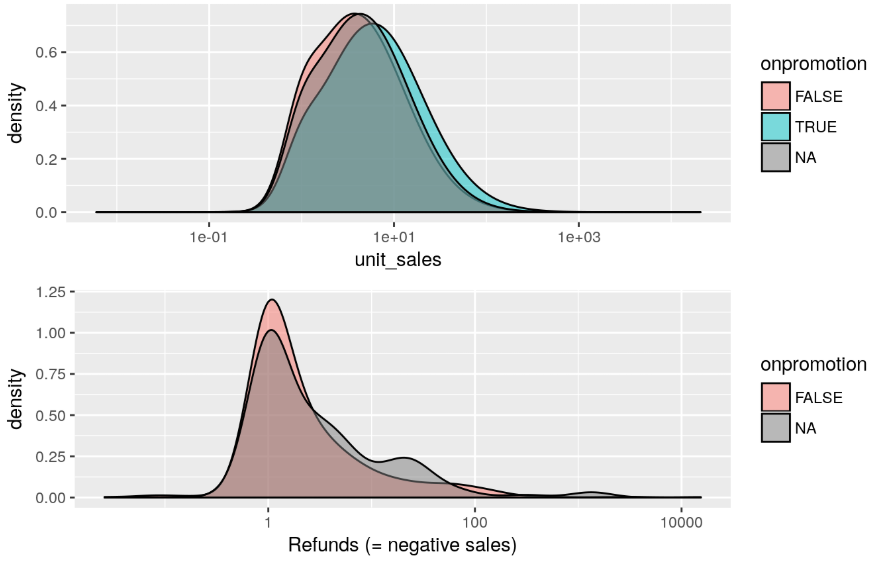 density
0.6
0.4
0.2
0.0
1e-01
1e+01
1e+03
unit_sales
onpromotion
FALSE
TRUE
NA
density
1.25
1.00
0.75
0.50
0.25
0.00
1
100
10000
Refunds (= negative sales)
onpromotion
FALSE
NA